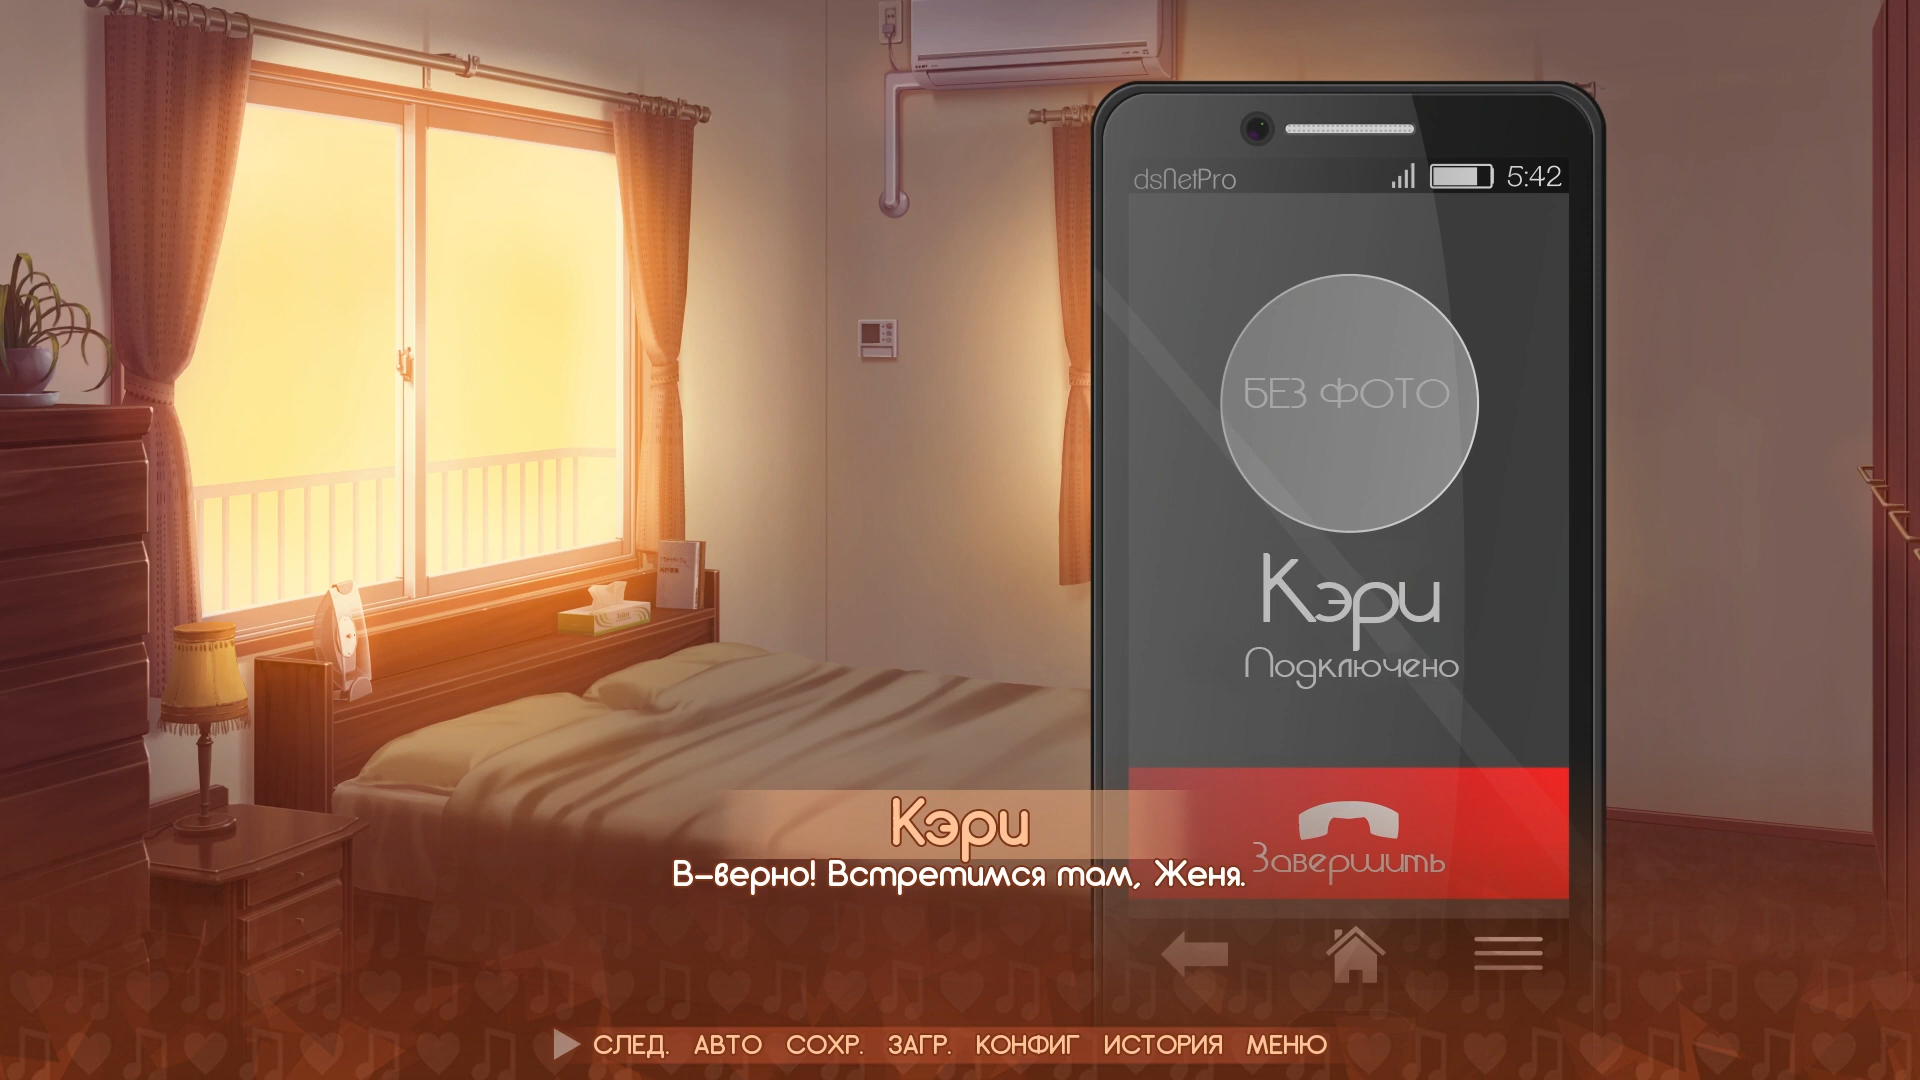 dsNetPro 5:42
БЕЗ ФОТО
Кэри
Подключено
Завершить
Кэри
В-верно! Встретимся там, Женя.
СЛЕД. АВТО СОХР. ЗАГР. КОНФИГ ИСТОРИЯ МЕНЮ